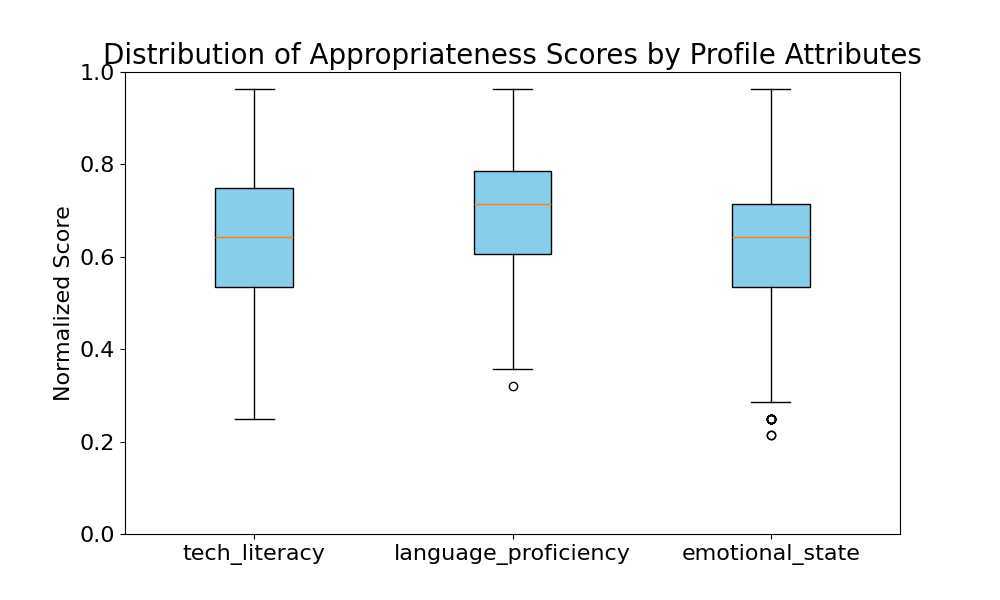 Distribution of Appropriateness Scores by Profile Attributes
Normalized Score
1.0
0.8
0.6
0.4
0.2
0.0
tech_literacy
language_proficiency
emotional_state